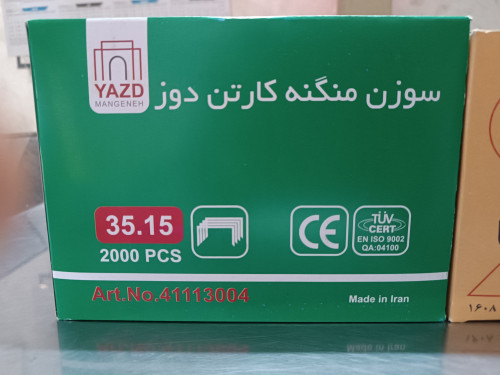 YAZD
MANGENEH
سوزن منگنه کارتن دوز
35.15
2000 PCS
CE
TÜV
CERT
EN ISO 9002
QA:04100
Art.No.41113004
Made in Iran
۱۶۰۸